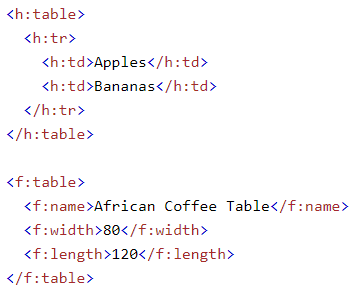 <h:table>
  <h:tr>
    <h:td>Apples</h:td>
    <h:td>Bananas</h:td>
  </h:tr>
</h:table>

<f:table>
  <f:name>African Coffee Table</f:name>
  <f:width>80</f:width>
  <f:length>120</f:length>
</f:table>